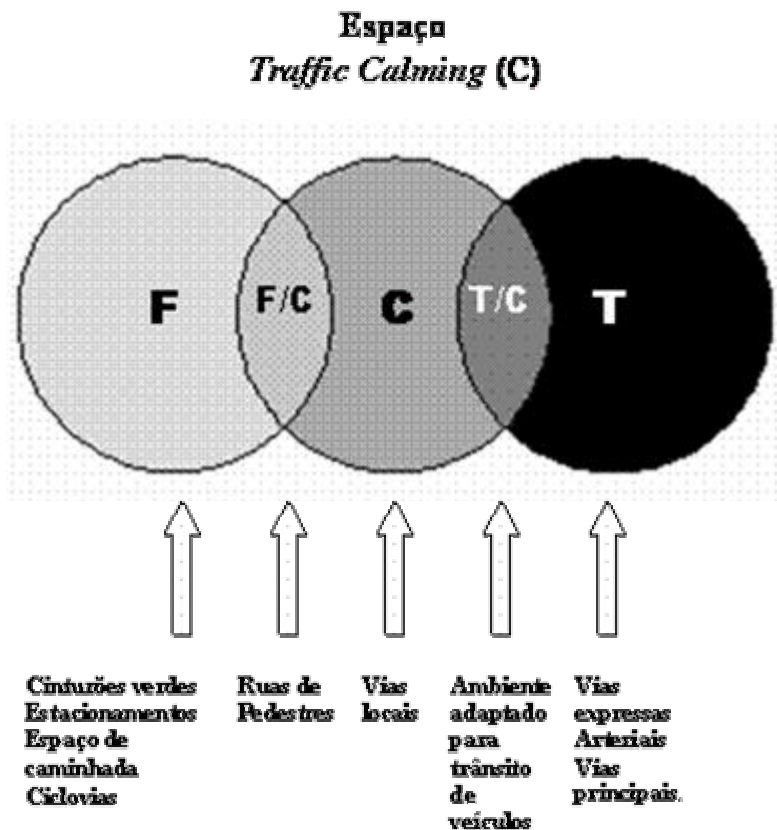 Espaço
Traffic Calming (C)
F
F/C
C
T/C
T
Cinturões verdes
Estacionamentos
Espaço de
caminhada
Ciclovias
Ruas de
Pedestres
Vias
locais
Ambiente
adaptado
para
trânsito
de
veículos
Vias
expressas
Arteriais
Vias
principais.